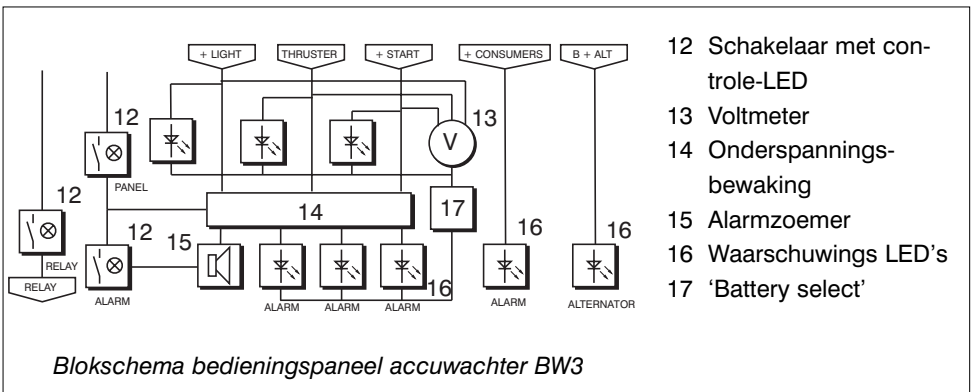 + LIGHT THRUSTER + START + CONSUMERS B + ALT
12
13
V
PANEL
12
14
17
12
15
16
16
RELAY
RELAY
ALARM
ALARM ALARM ALARM
16
ALARM
ALTERNATOR
12 Schakelaar met con-
trole-LED
13 Voltmeter
14 Onderspannings-
bewaking
15 Alarmzoemer
16 Waarschuwings LED's
17 ‘Battery select’
Blokschema bedieningspaneel accuwachter BW3